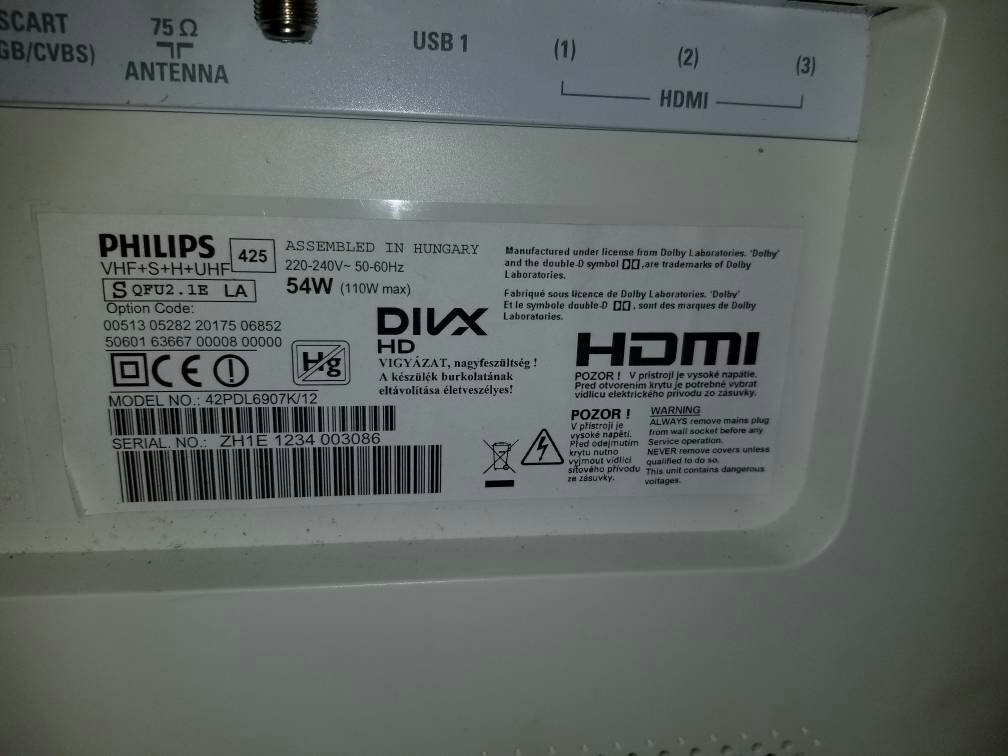 SCART
GB/CVBS)
75 Ω
ANTENNA
USB 1
(1)
(2)
(3)
HDMI
PHILIPS
425
VHF+S+H+UHF
S QFU2.1E LA
Option Code:
00513 05282 20175 06852
50601 63667 00008 00000
CE
Hg
MODEL NO.: 42PDL6907K/12
SERIAL. NO.: ZH1E 1234 003086
ASSEMBLED IN HUNGARY
220-240V~ 50-60Hz
54W (110W max)
DIVX
HD
VIGYÁZAT, nagyfeszültség !
A készülék burkolatának
eltávolítása életveszélyes!
Manufactured under license from Dolby Laboratories. 'Dolby'
and the double-D symbol ,are trademarks of Dolby
Laboratories.
Fabriqué sous licence de Dolby Laboratories. 'Dolby'
Et le symbole double-D , sont des marques de Dolby
Laboratories.
HDMI
POZOR ! V prístroji je vysoké napätie.
Pred otvorením krytu je potrebné vybrat
vidlicu elektrického prívodu zo zásuvky.
POZOR !
V přístroji je
vysoké napětí.
Před odejmutím
krytu nutno
vyjmout vidlici
síťového přívodu
ze zásuvky.
WARNING
ALWAYS remove mains plug
from wall socket before any
Service operation.
NEVER remove covers unless
qualified to do so.
This unit contains dangerous
voltages.